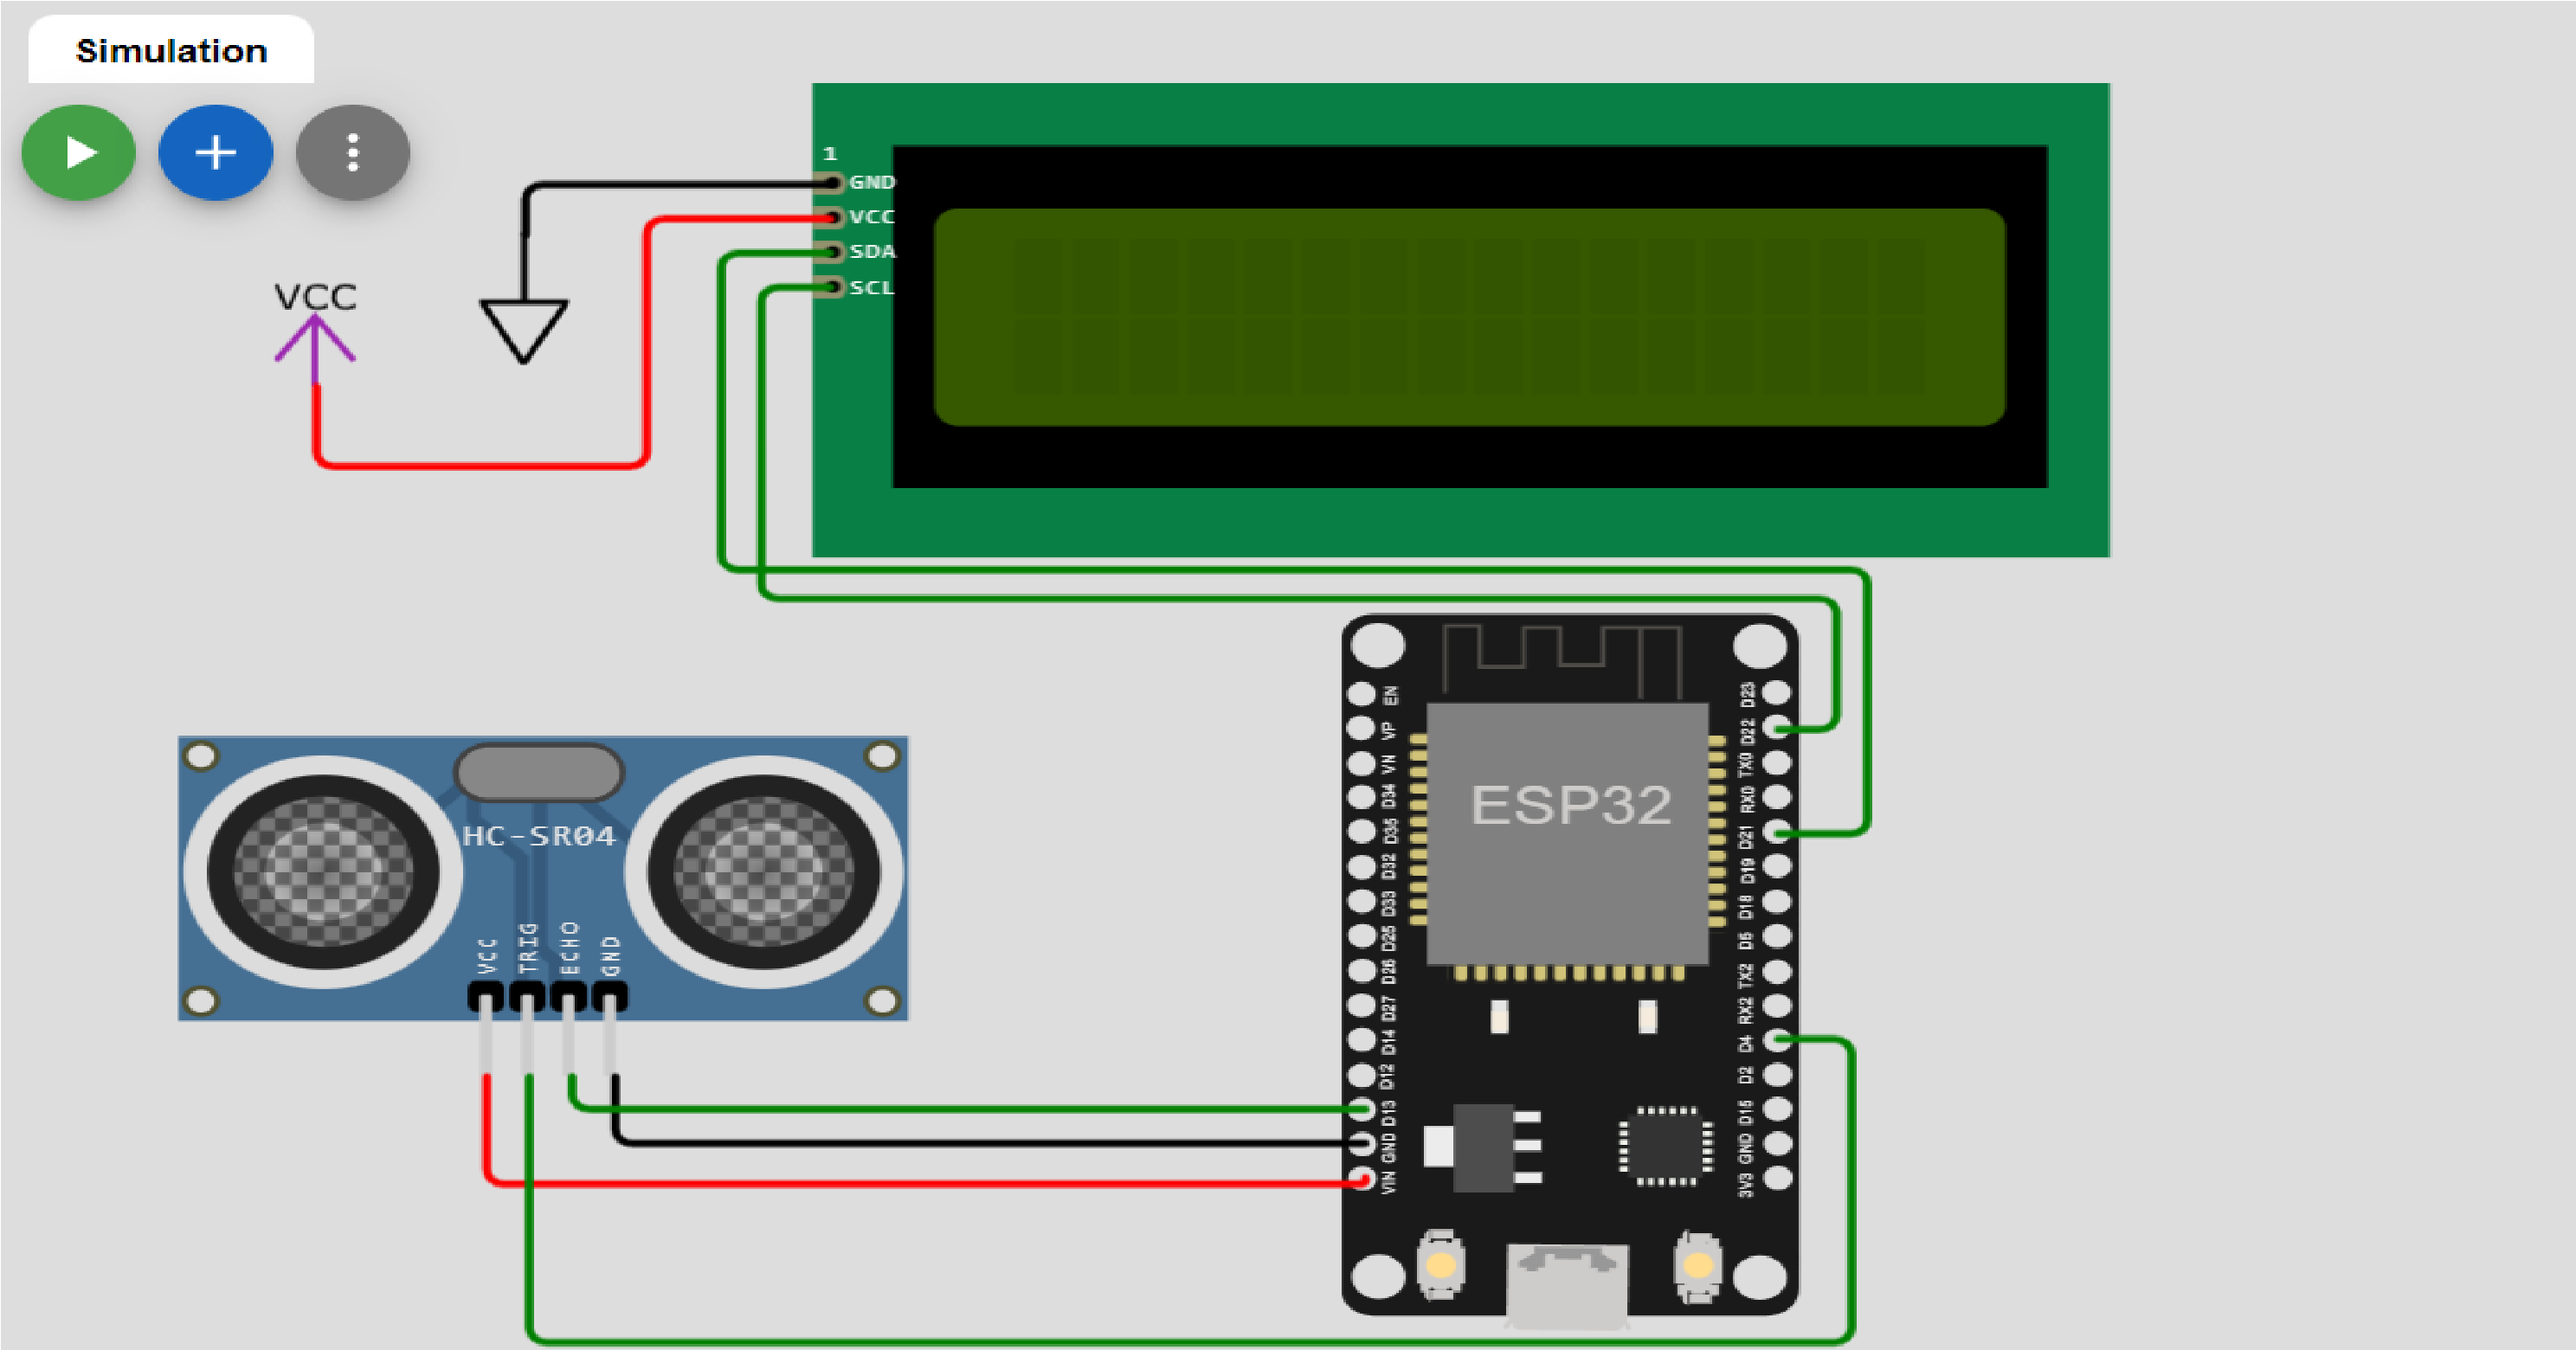 Simulation
1
GND
VCC
SDA
SCL
VCC
HC-SR04
VCC
TRIG
ECHO
GND
ESP32
EN
VP
VN
D34
D35
D32
D33
D25
D26
D27
D14
D12
D13
GND
VIN
D23
D22
TX0
RX0
D21
D19
D18
D5
TX2
RX2
D4
D2
D15
GND
3V3